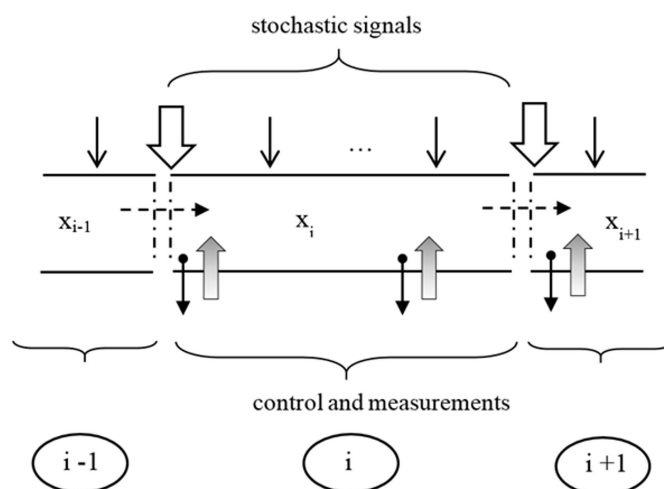 stochastic signals
...
x_{i-1} x_i x_{i+1}
control and measurements
i -1 i i +1